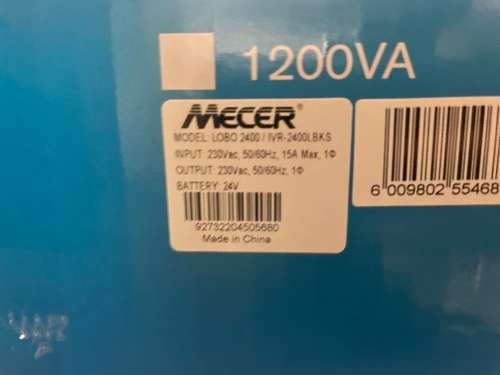 1200VA
MECER®
MODEL: LOBO 2400 / IVR-2400LBKS
INPUT: 230Vac, 50/60Hz, 15A Max, 1Φ
OUTPUT: 230Vac, 50/60Hz, 1Φ
BATTERY: 24V
92732204505680
Made in China
6 009802 55468